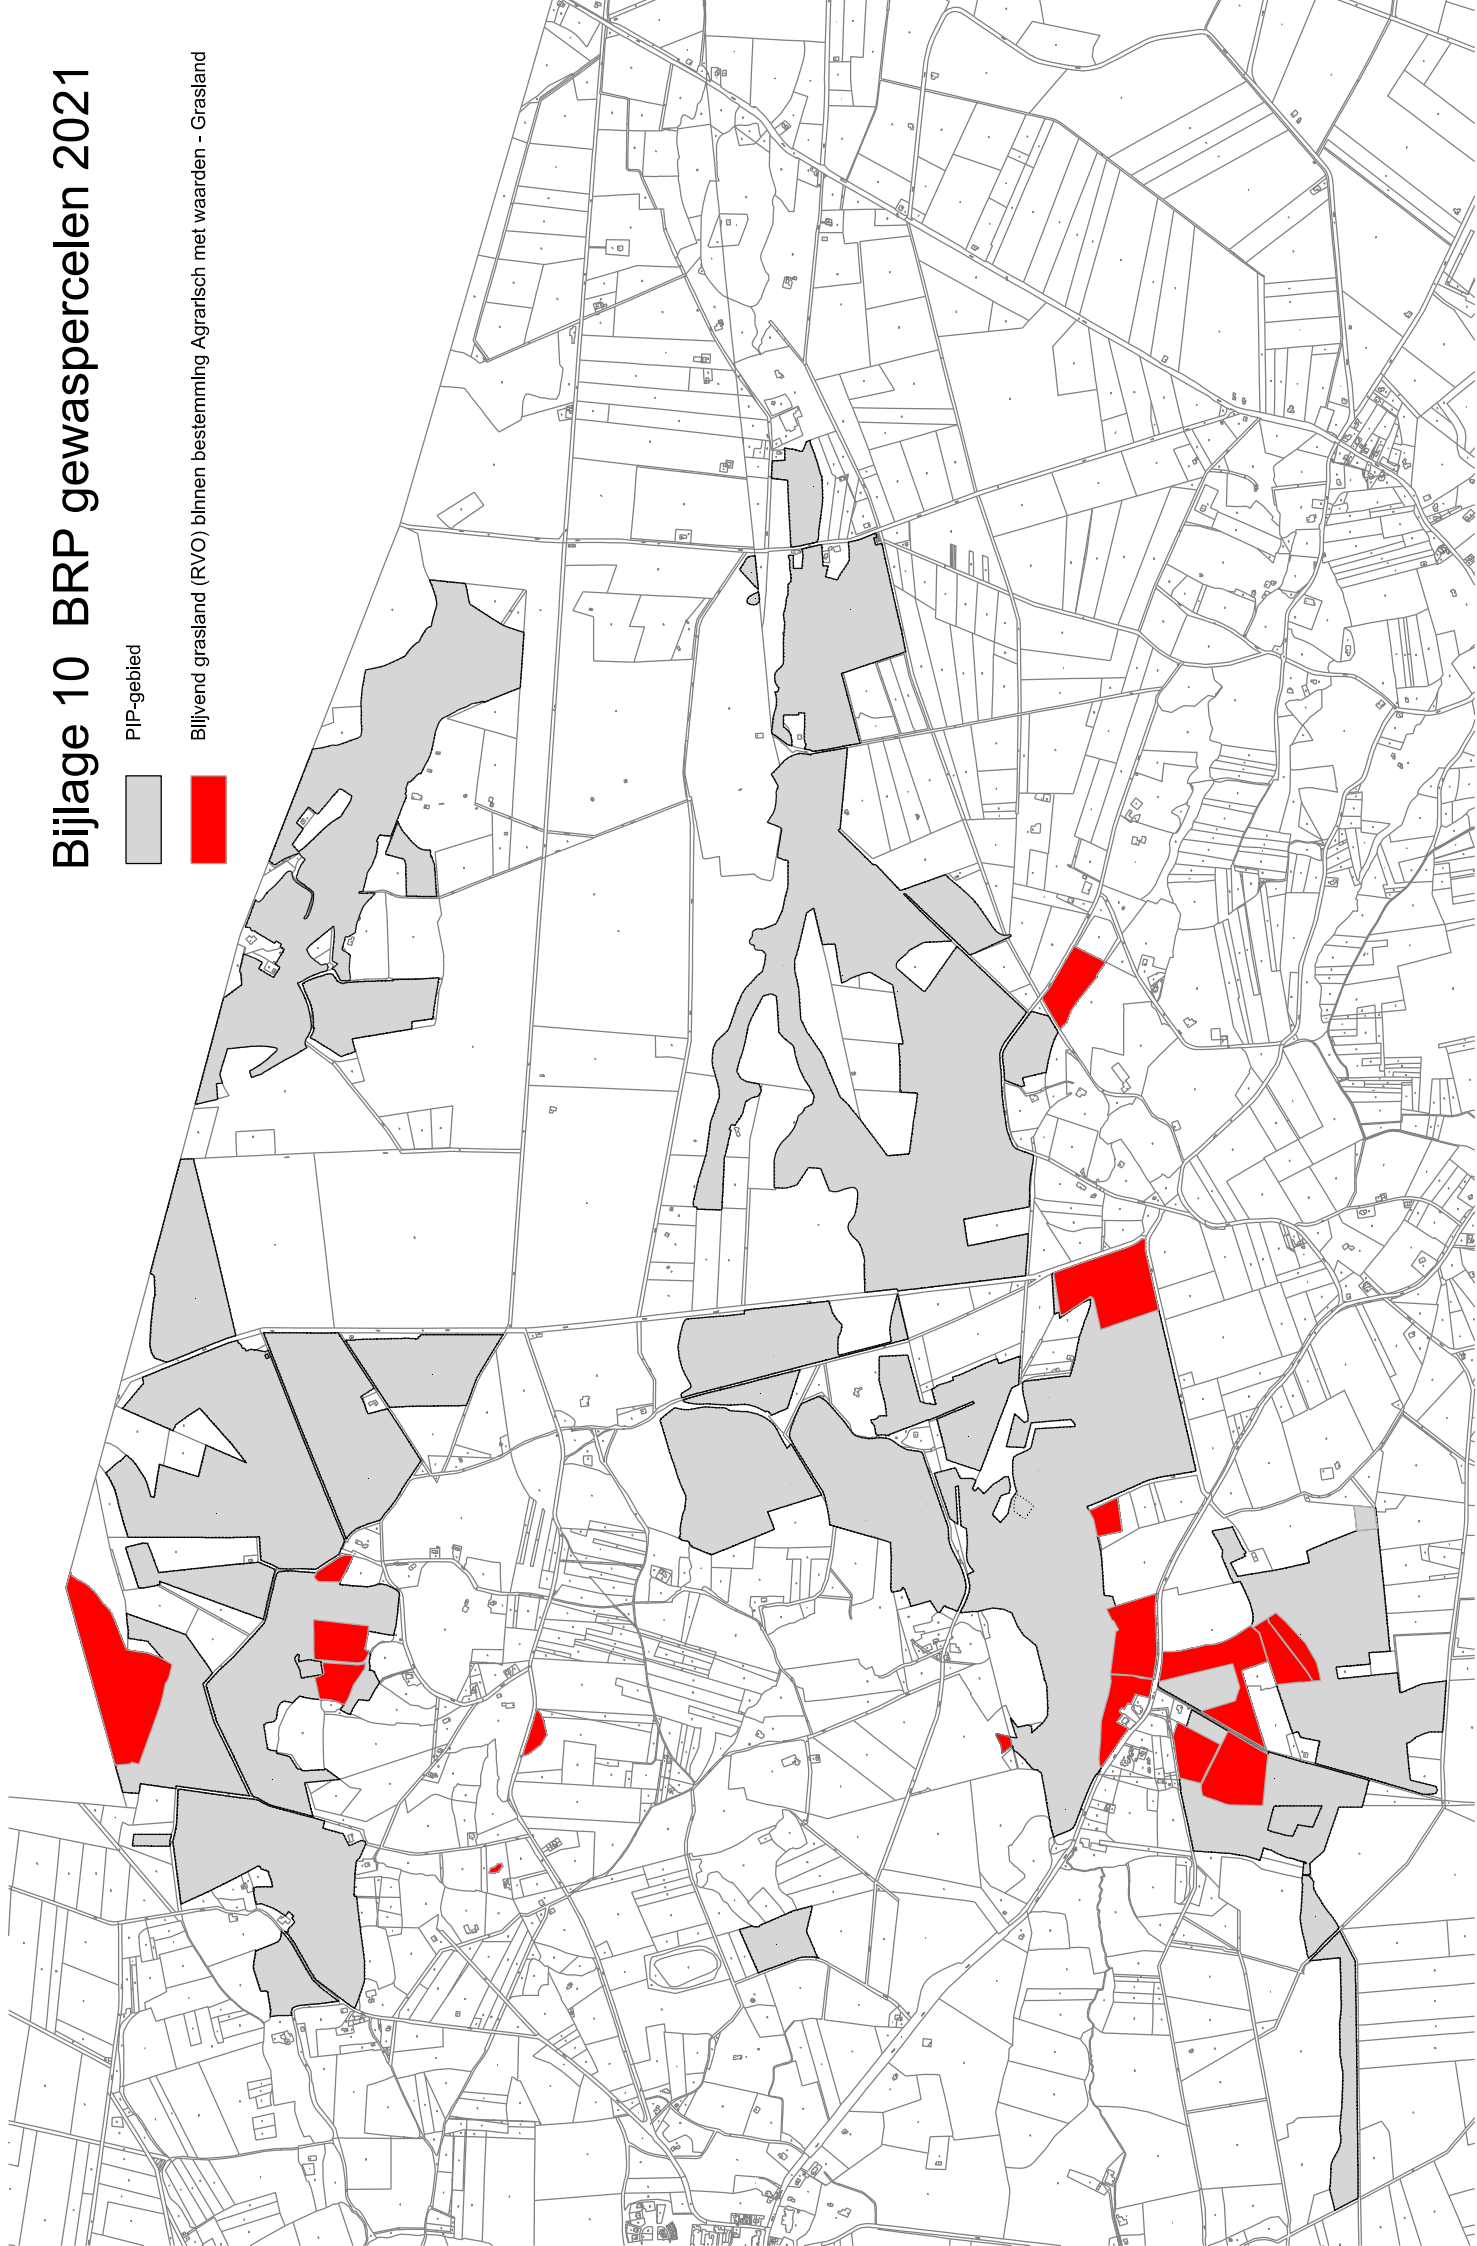 Bijlage 10 BRP gewaspercelen 2021
PIP-gebied
Blijvend grasland (RVO) binnen bestemming Agrarisch met waarden - Grasland